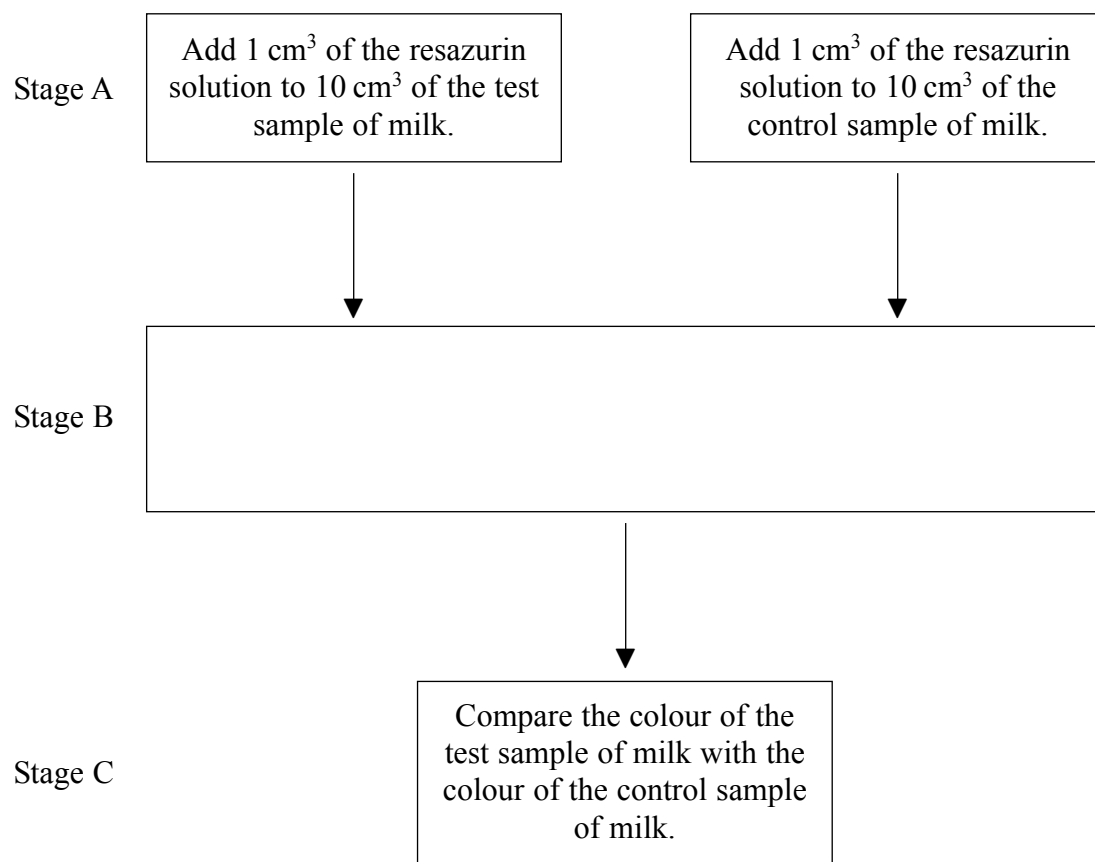 Stage A
Add 1 cm³ of the resazurin
solution to 10 cm³ of the test
sample of milk.
Add 1 cm³ of the resazurin
solution to 10 cm³ of the
control sample of milk.
Stage B
Stage C
Compare the colour of the
test sample of milk with the
colour of the control sample
of milk.